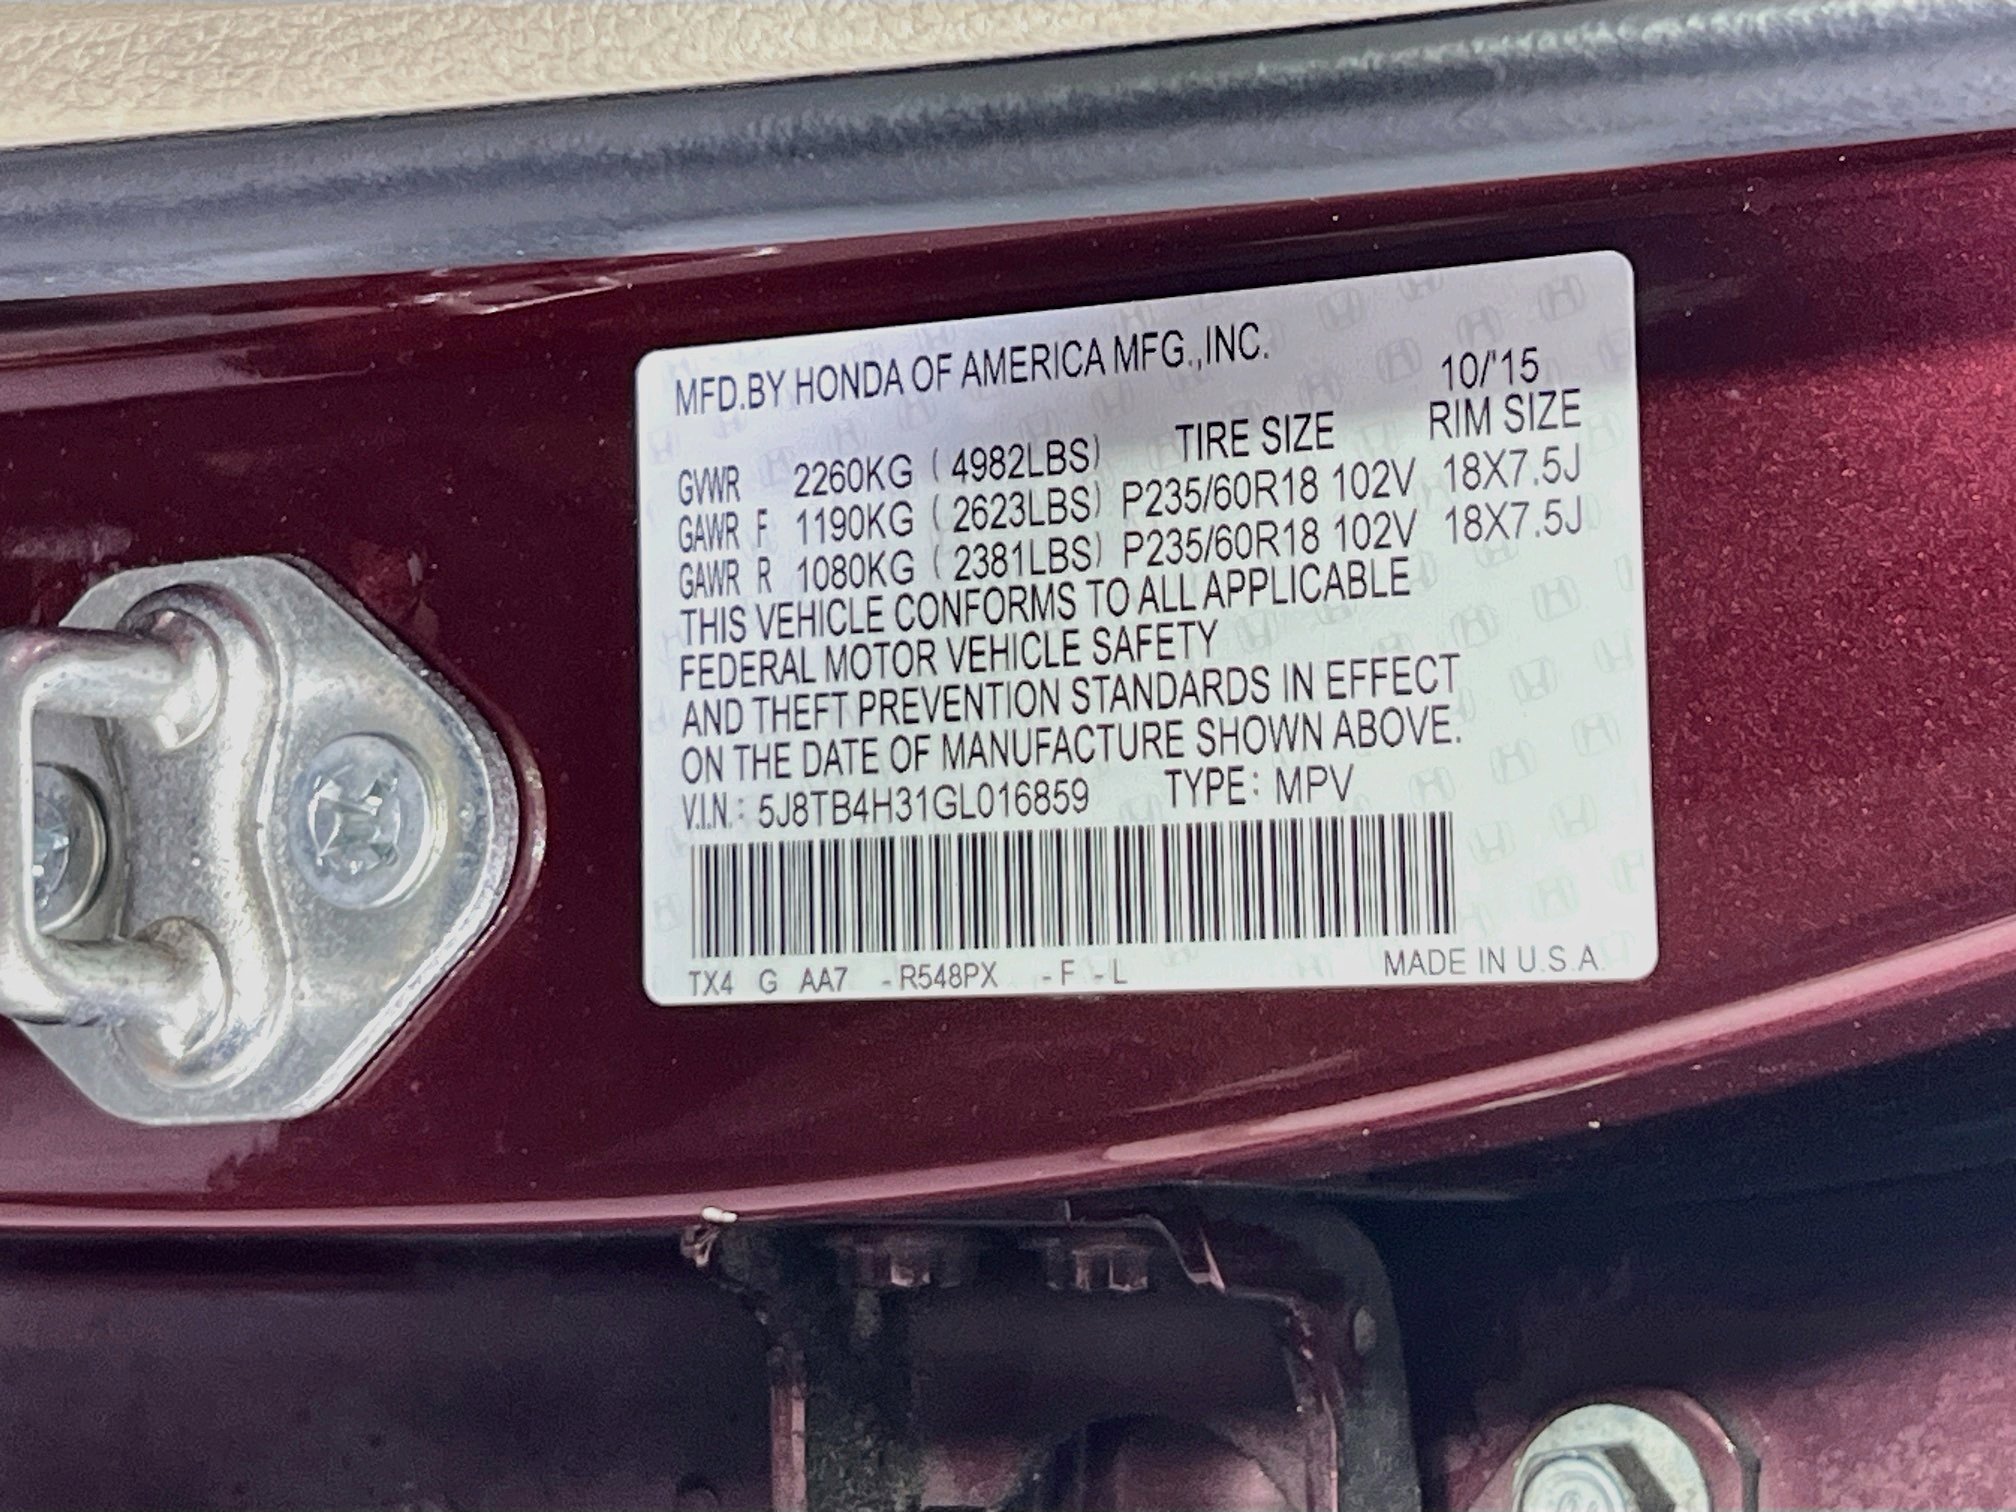 MFD.BY HONDA OF AMERICA MFG.,INC.
10/'15
TIRE SIZE RIM SIZE
GVWR 2260KG ( 4982LBS)
GAWR F 1190KG ( 2623LBS) P235/60R18 102V 18X7.5J
GAWR R 1080KG ( 2381LBS) P235/60R18 102V 18X7.5J
THIS VEHICLE CONFORMS TO ALL APPLICABLE
FEDERAL MOTOR VEHICLE SAFETY
AND THEFT PREVENTION STANDARDS IN EFFECT
ON THE DATE OF MANUFACTURE SHOWN ABOVE.
V.I.N.: 5J8TB4H31GL016859 TYPE: MPV
TX4 G AA7 -R548PX -F -L MADE IN U.S.A.